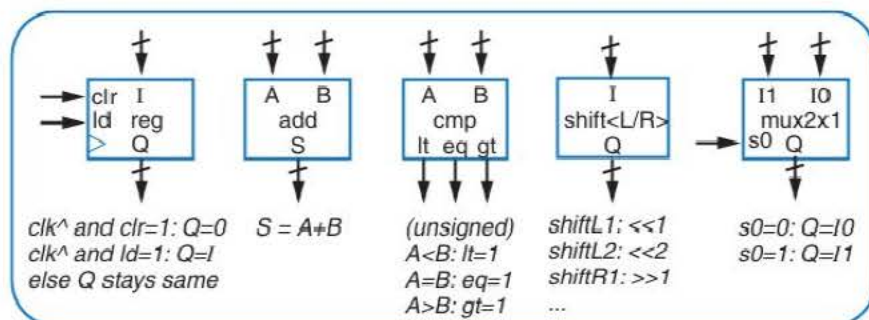 clr I
ld reg
Q
A B
add
S
A B
cmp
lt eq gt
I
shift<L/R>
Q
I1 I0
mux2x1
s0 Q
clk^ and clr=1: Q=0
clk^ and ld=1: Q=I
else Q stays same
S = A+B
(unsigned)
A<B: lt=1
A=B: eq=1
A>B: gt=1
shiftL1: <<1
shiftL2: <<2
shiftR1: >>1
...
s0=0: Q=I0
s0=1: Q=I1